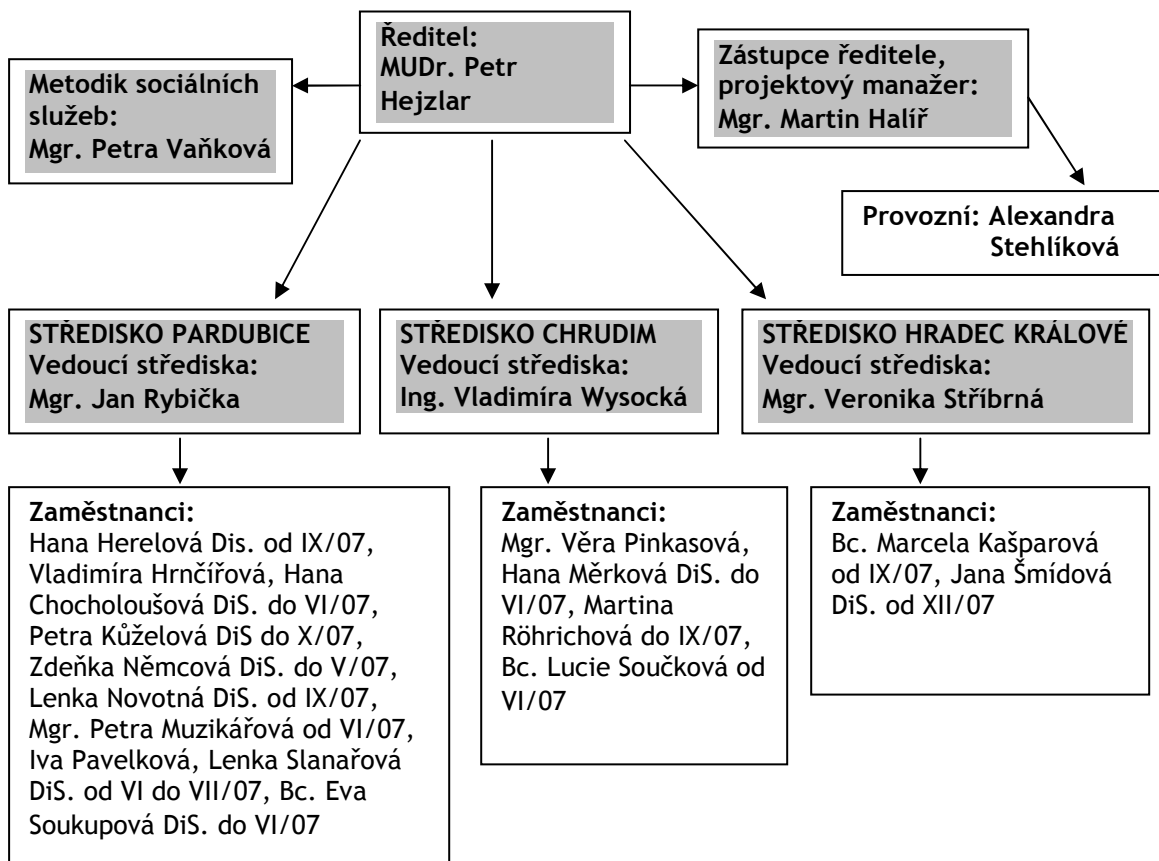 Ředitel:
MUDr. Petr
Hejzlar
Metodik sociálních
služeb:
Mgr. Petra Vaňková
Zástupce ředitele,
projektový manažer:
Mgr. Martin Halíř
Provozní: Alexandra
Stehlíková
STŘEDISKO PARDUBICE
Vedoucí střediska:
Mgr. Jan Rybička
STŘEDISKO CHRUDIM
Vedoucí střediska:
Ing. Vladimíra Wysocká
STŘEDISKO HRADEC KRÁLOVÉ
Vedoucí střediska:
Mgr. Veronika Stříbrná
Zaměstnanci:
Hana Herelová Dis. od IX/07,
Vladimíra Hrnčířová, Hana
Chocholoušová DiS. do VI/07,
Petra Kůželová DiS do X/07,
Zdeňka Němcová DiS. do V/07,
Lenka Novotná DiS. od IX/07,
Mgr. Petra Muzikářová od VI/07,
Iva Pavelková, Lenka Slanařová
DiS. od VI do VII/07, Bc. Eva
Soukupová DiS. do VI/07
Zaměstnanci:
Mgr. Věra Pinkasová,
Hana Měrková DiS. do
VI/07, Martina
Röhrichová do IX/07,
Bc. Lucie Součková od
VI/07
Zaměstnanci:
Bc. Marcela Kašparová
od IX/07, Jana Šmídová
DiS. od XII/07